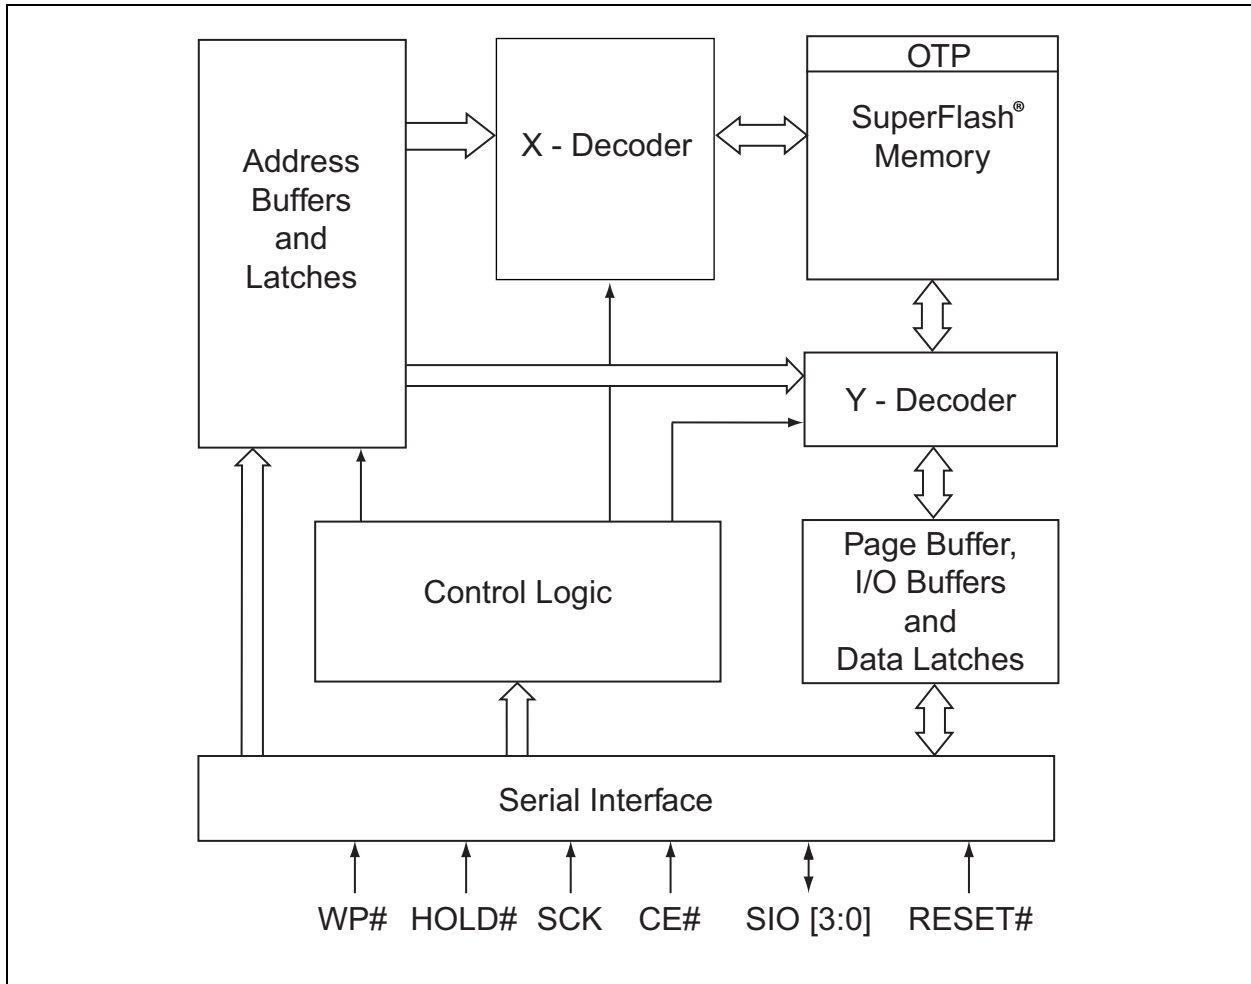 OTP
SuperFlash®
Memory
X - Decoder
Address
Buffers
and
Latches
Y - Decoder
Page Buffer,
I/O Buffers
and
Data Latches
Control Logic
Serial Interface
WP# HOLD# SCK CE# SIO [3:0] RESET#